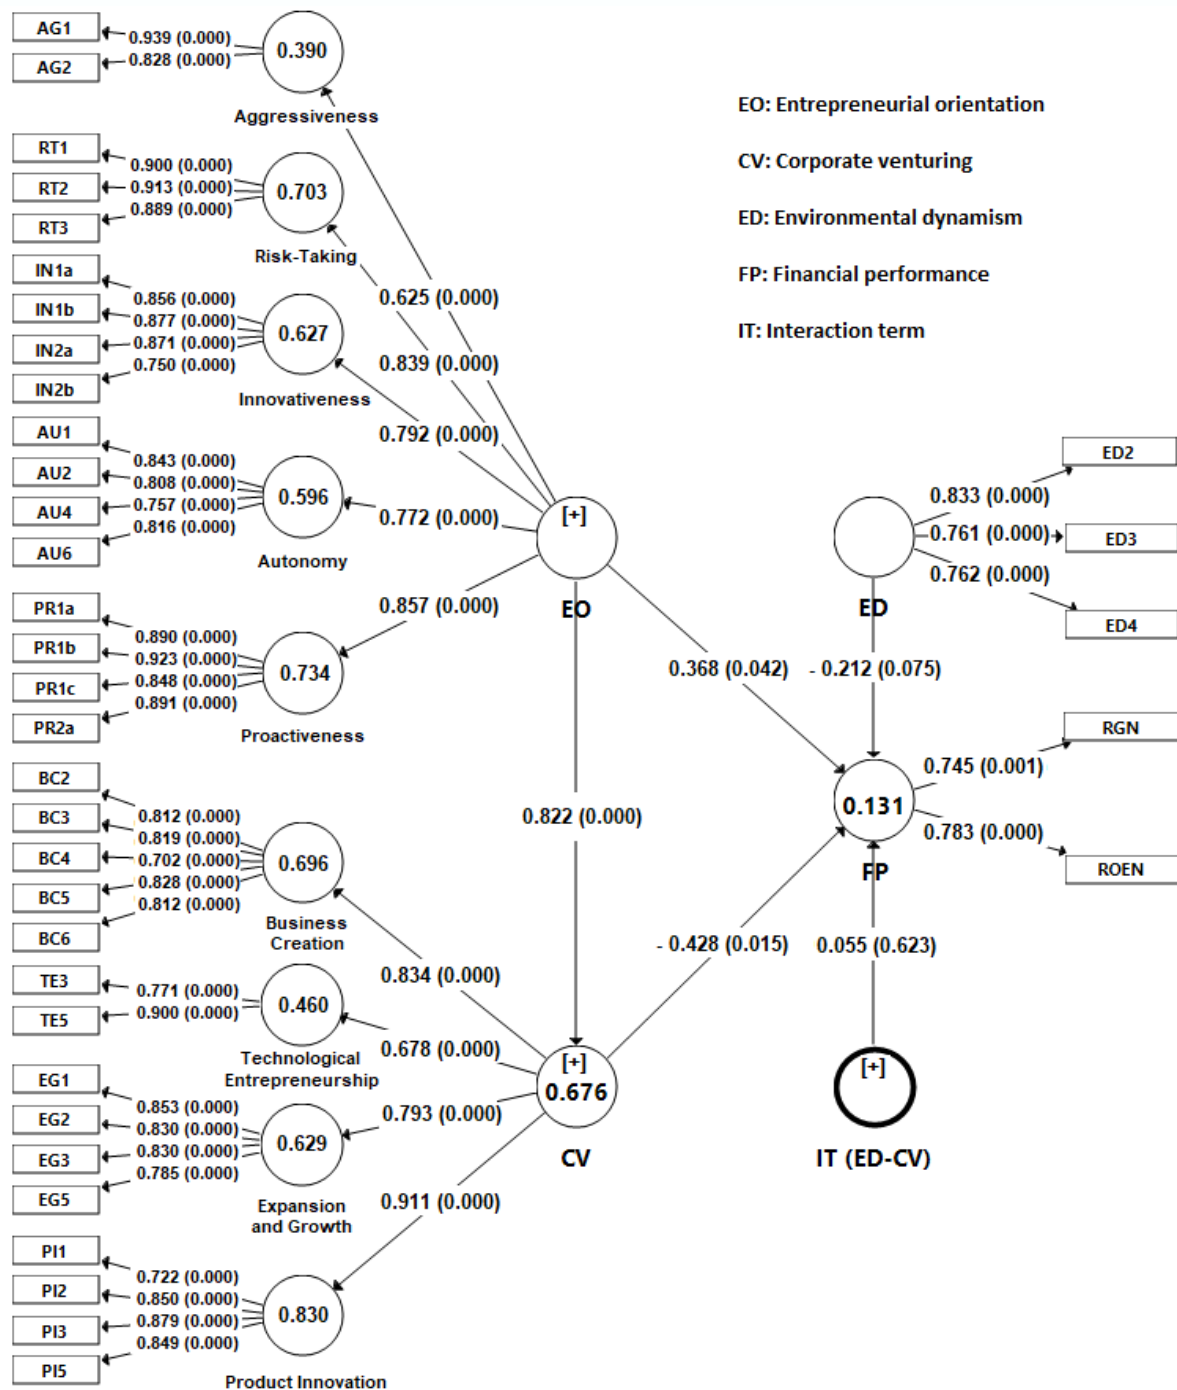 AG1
AG2
0.939 (0.000)
0.828 (0.000)
0.390
Aggressiveness
EO: Entrepreneurial orientation
CV: Corporate venturing
ED: Environmental dynamism
FP: Financial performance
IT: Interaction term
RT1
RT2
RT3
0.900 (0.000)
0.913 (0.000)
0.889 (0.000)
0.703
Risk-Taking
IN1a
IN1b
IN2a
IN2b
0.856 (0.000)
0.877 (0.000)
0.871 (0.000)
0.750 (0.000)
0.627
Innovativeness
AU1
AU2
AU4
AU6
0.843 (0.000)
0.808 (0.000)
0.757 (0.000)
0.816 (0.000)
0.596
Autonomy
PR1a
PR1b
PR1c
PR2a
0.890 (0.000)
0.923 (0.000)
0.848 (0.000)
0.891 (0.000)
0.734
Proactiveness
0.625 (0.000)
0.839 (0.000)
0.792 (0.000)
0.772 (0.000)
0.857 (0.000)
[+]
EO
ED
0.833 (0.000)
0.761 (0.000)
0.762 (0.000)
ED2
ED3
ED4
0.368 (0.042)
- 0.212 (0.075)
0.822 (0.000)
0.131
FP
0.745 (0.001)
0.783 (0.000)
RGN
ROEN
- 0.428 (0.015)
0.055 (0.623)
BC2
BC3
BC4
BC5
BC6
0.812 (0.000)
0.819 (0.000)
0.702 (0.000)
0.828 (0.000)
0.812 (0.000)
0.696
Business
Creation
TE3
TE5
0.771 (0.000)
0.900 (0.000)
0.460
Technological
Entrepreneurship
EG1
EG2
EG3
EG5
0.853 (0.000)
0.830 (0.000)
0.830 (0.000)
0.785 (0.000)
0.629
Expansion
and Growth
PI1
PI2
PI3
PI5
0.722 (0.000)
0.850 (0.000)
0.879 (0.000)
0.849 (0.000)
0.830
Product Innovation
0.834 (0.000)
0.678 (0.000)
0.793 (0.000)
0.911 (0.000)
[+]
0.676
CV
[+]
IT (ED-CV)